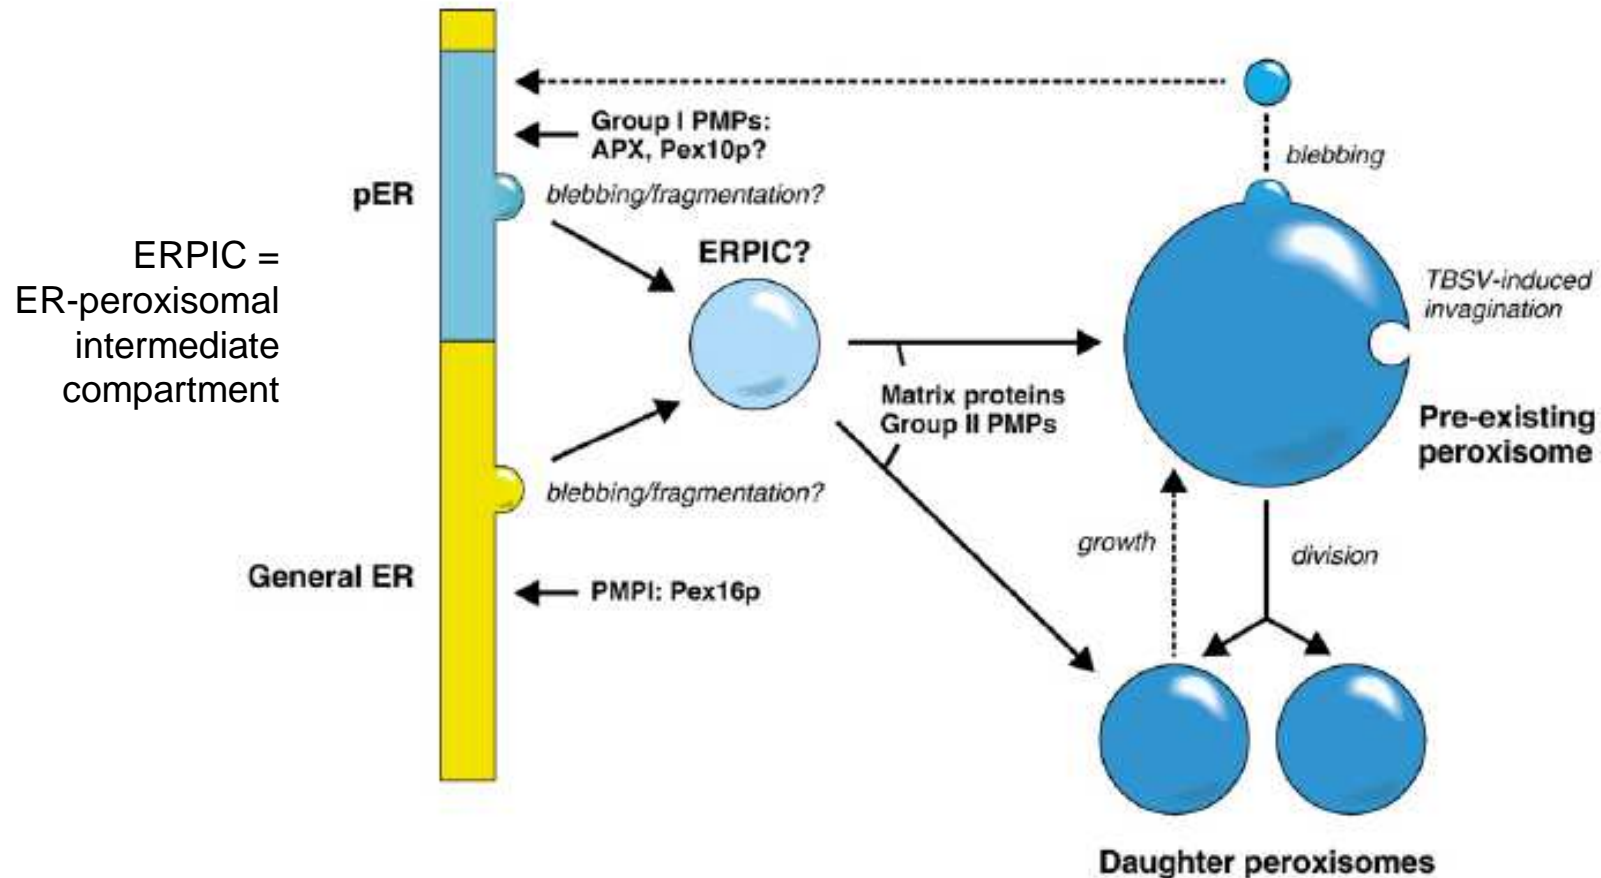 Group I PMPs:
APX, Pex10p?
blebbing
pER
blebbing/fragmentation?
ERPIC =
ER-peroxisomal
intermediate
compartment
ERPIC?
TBSV-induced
invagination
Matrix proteins
Group II PMPs
Pre-existing
peroxisome
blebbing/fragmentation?
growth
division
General ER
PMPI: Pex16p
Daughter peroxisomes